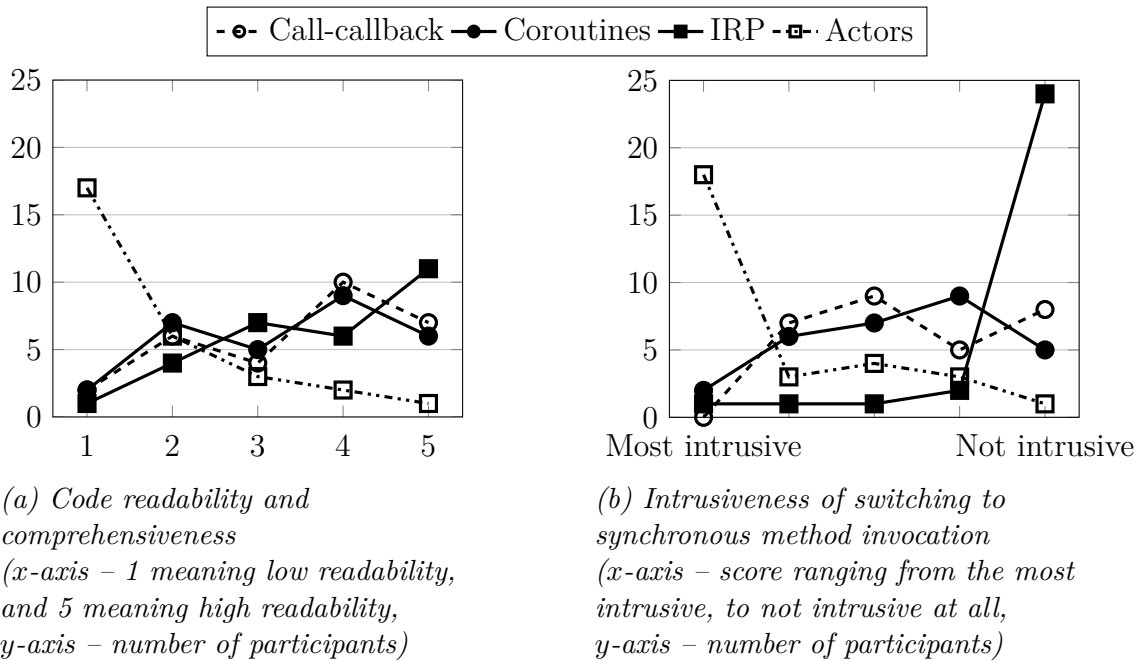 Call-callback Coroutines IRP Actors
25
20
15
10
5
0
1 2 3 4 5
25
20
15
10
5
0
Most intrusive Not intrusive
(a) Code readability and
comprehensiveness
(x-axis – 1 meaning low readability,
and 5 meaning high readability,
y-axis – number of participants)
(b) Intrusiveness of switching to
synchronous method invocation
(x-axis – score ranging from the most
intrusive, to not intrusive at all,
y-axis – number of participants)